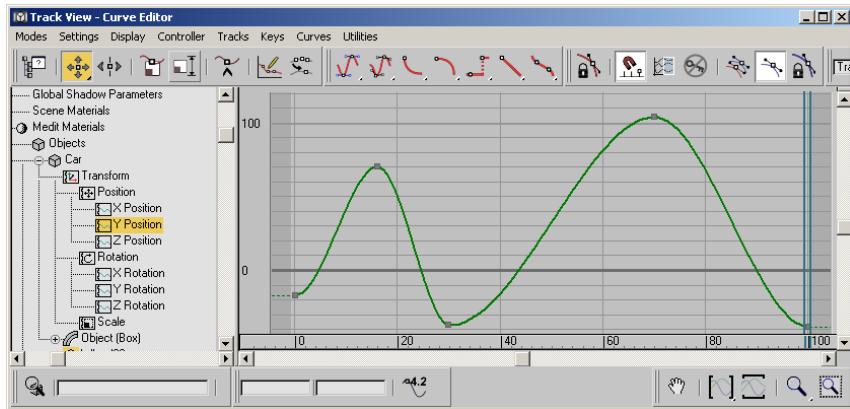 Track View - Curve Editor
Modes Settings Display Controller Tracks Keys Curves Utilities
Tra
Global Shadow Parameters
Scene Materials
Medit Materials
Objects
Car
Transform
Position
X Position
Y Position
Z Position
Rotation
X Rotation
Y Rotation
Z Rotation
Scale
Object (Box)
100
0
0 20 40 60 80 100
4.2